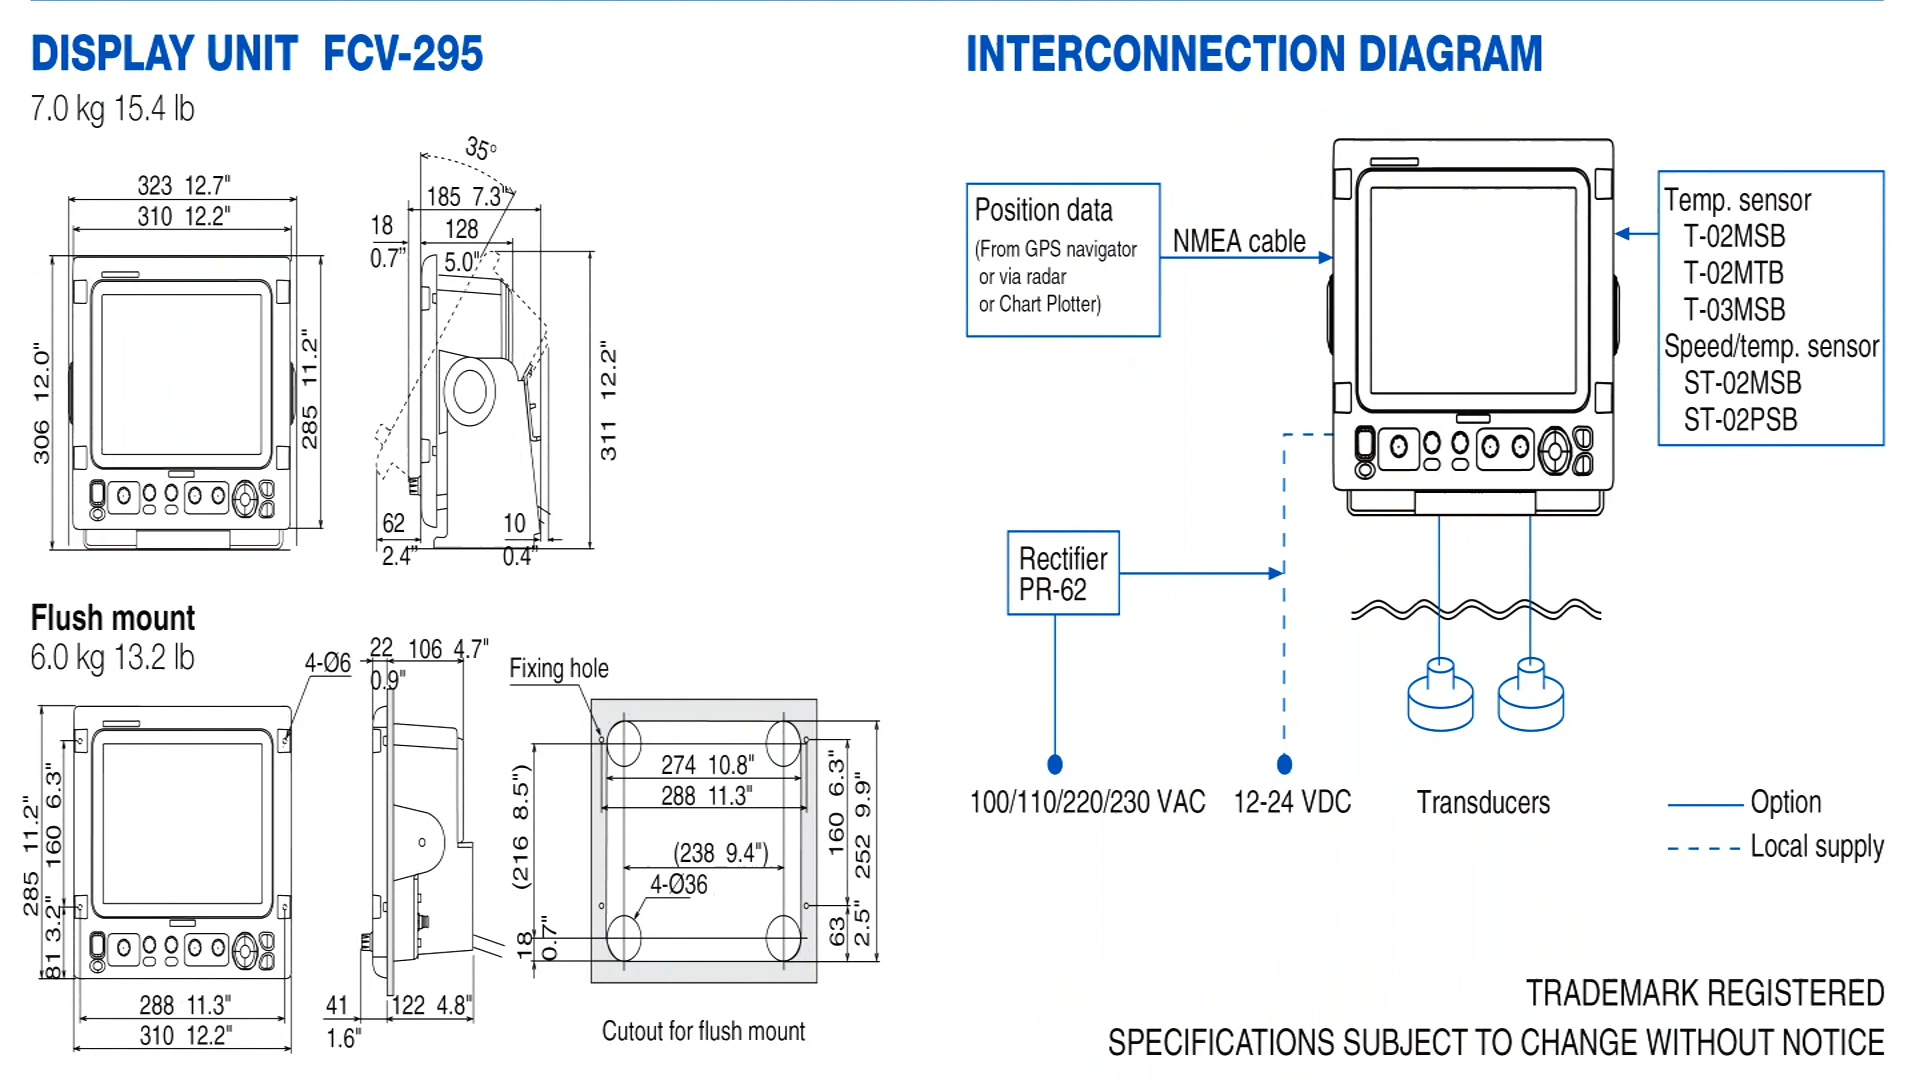 DISPLAY UNIT FCV-295
7.0 kg 15.4 lb
35°
323 12.7"
310 12.2"
185 7.3"
18
0.7"
128
5.0"
306 12.0"
285 11.2"
311 12.2"
62
2.4"
10
0.4"
Flush mount
6.0 kg 13.2 lb
4-Ø6
22
0.9"
106 4.7"
Fixing hole
285 11.2"
160 6.3"
81 3.2"
288 11.3"
310 12.2"
41
1.6"
122 4.8"
274 10.8"
288 11.3"
(216 8.5")
(238 9.4")
4-Ø36
18
0.7"
160 6.3"
252 9.9"
63
2.5"
Cutout for flush mount
INTERCONNECTION DIAGRAM
Position data
(From GPS navigator
or via radar
or Chart Plotter)
NMEA cable
Temp. sensor
T-02MSB
T-02MTB
T-03MSB
Speed/temp. sensor
ST-02MSB
ST-02PSB
Rectifier
PR-62
100/110/220/230 VAC
12-24 VDC
Transducers
Option
Local supply
TRADEMARK REGISTERED
SPECIFICATIONS SUBJECT TO CHANGE WITHOUT NOTICE